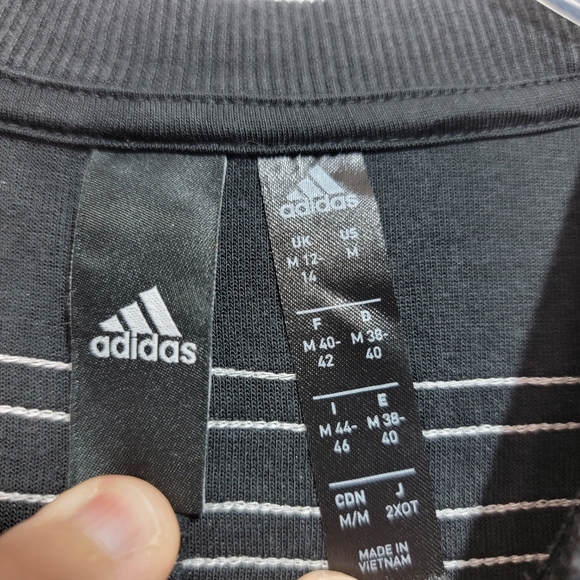 adidas
adidas
UK US
M 12- M
14
F D
M 40- M 38-
42 40
I E
M 44- M 38-
46 40
CDN J
M/M 2XOT
MADE IN
VIETNAM